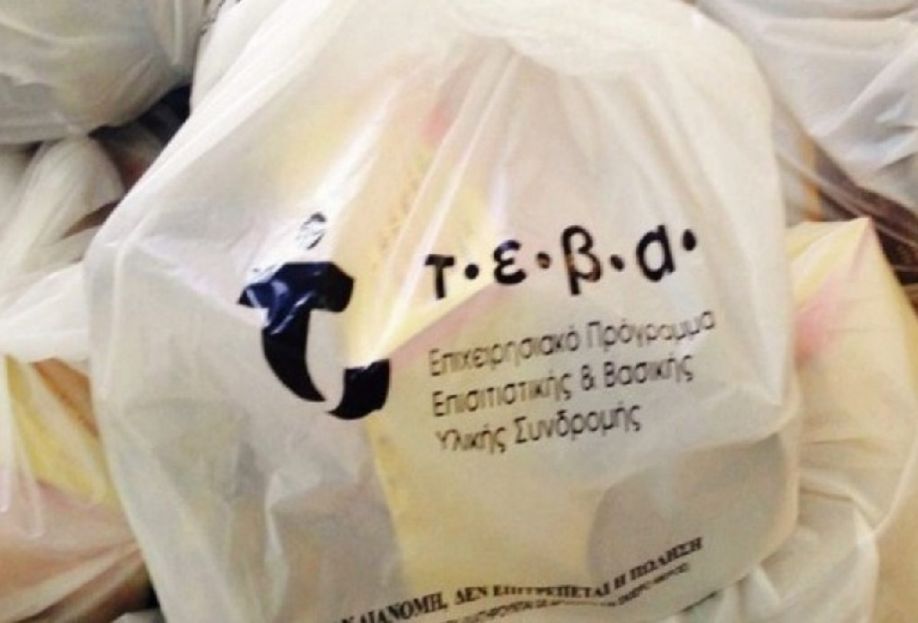 τ•ε•β•α•
Επιχειρησιακό Πρόγραμμα
Επισιτιστικής & Βασικής
Υλικής Συνδρομής
ΔΙΑΝΟΜΗ, ΔΕΝ ΕΠΙΤΡΕΠΕΤΑΙ Η ΠΩΛΗΣΗ